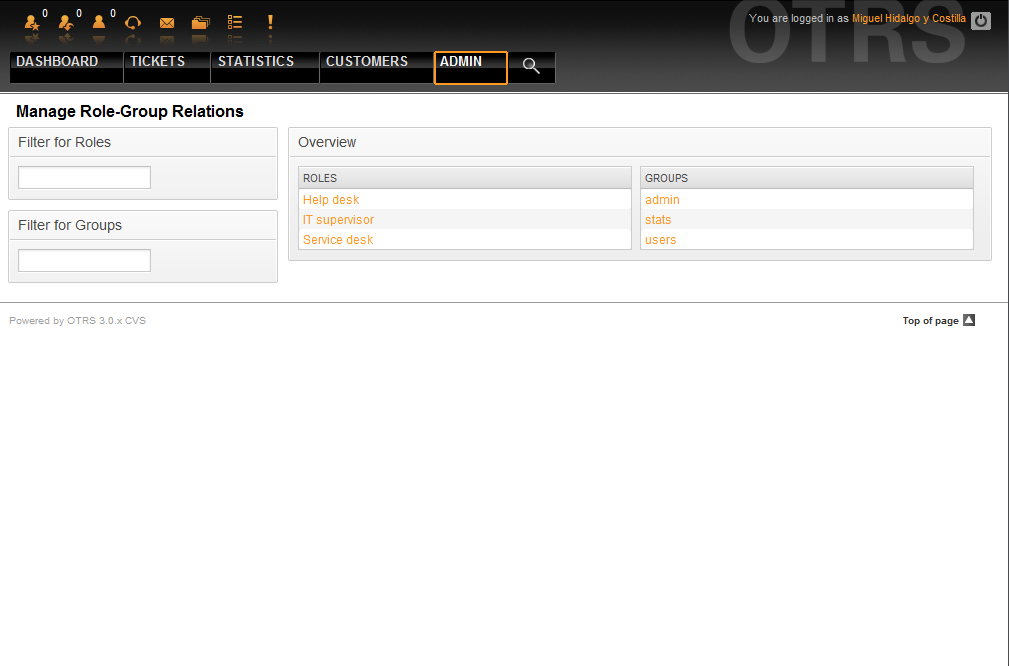 0 0 0
You are logged in as Miguel Hidalgo y Costilla
OTRS
DASHBOARD TICKETS STATISTICS CUSTOMERS ADMIN
Manage Role-Group Relations
Filter for Roles
Filter for Groups
Overview
ROLES GROUPS
Help desk admin
IT supervisor stats
Service desk users
Powered by OTRS 3.0.x CVS Top of page